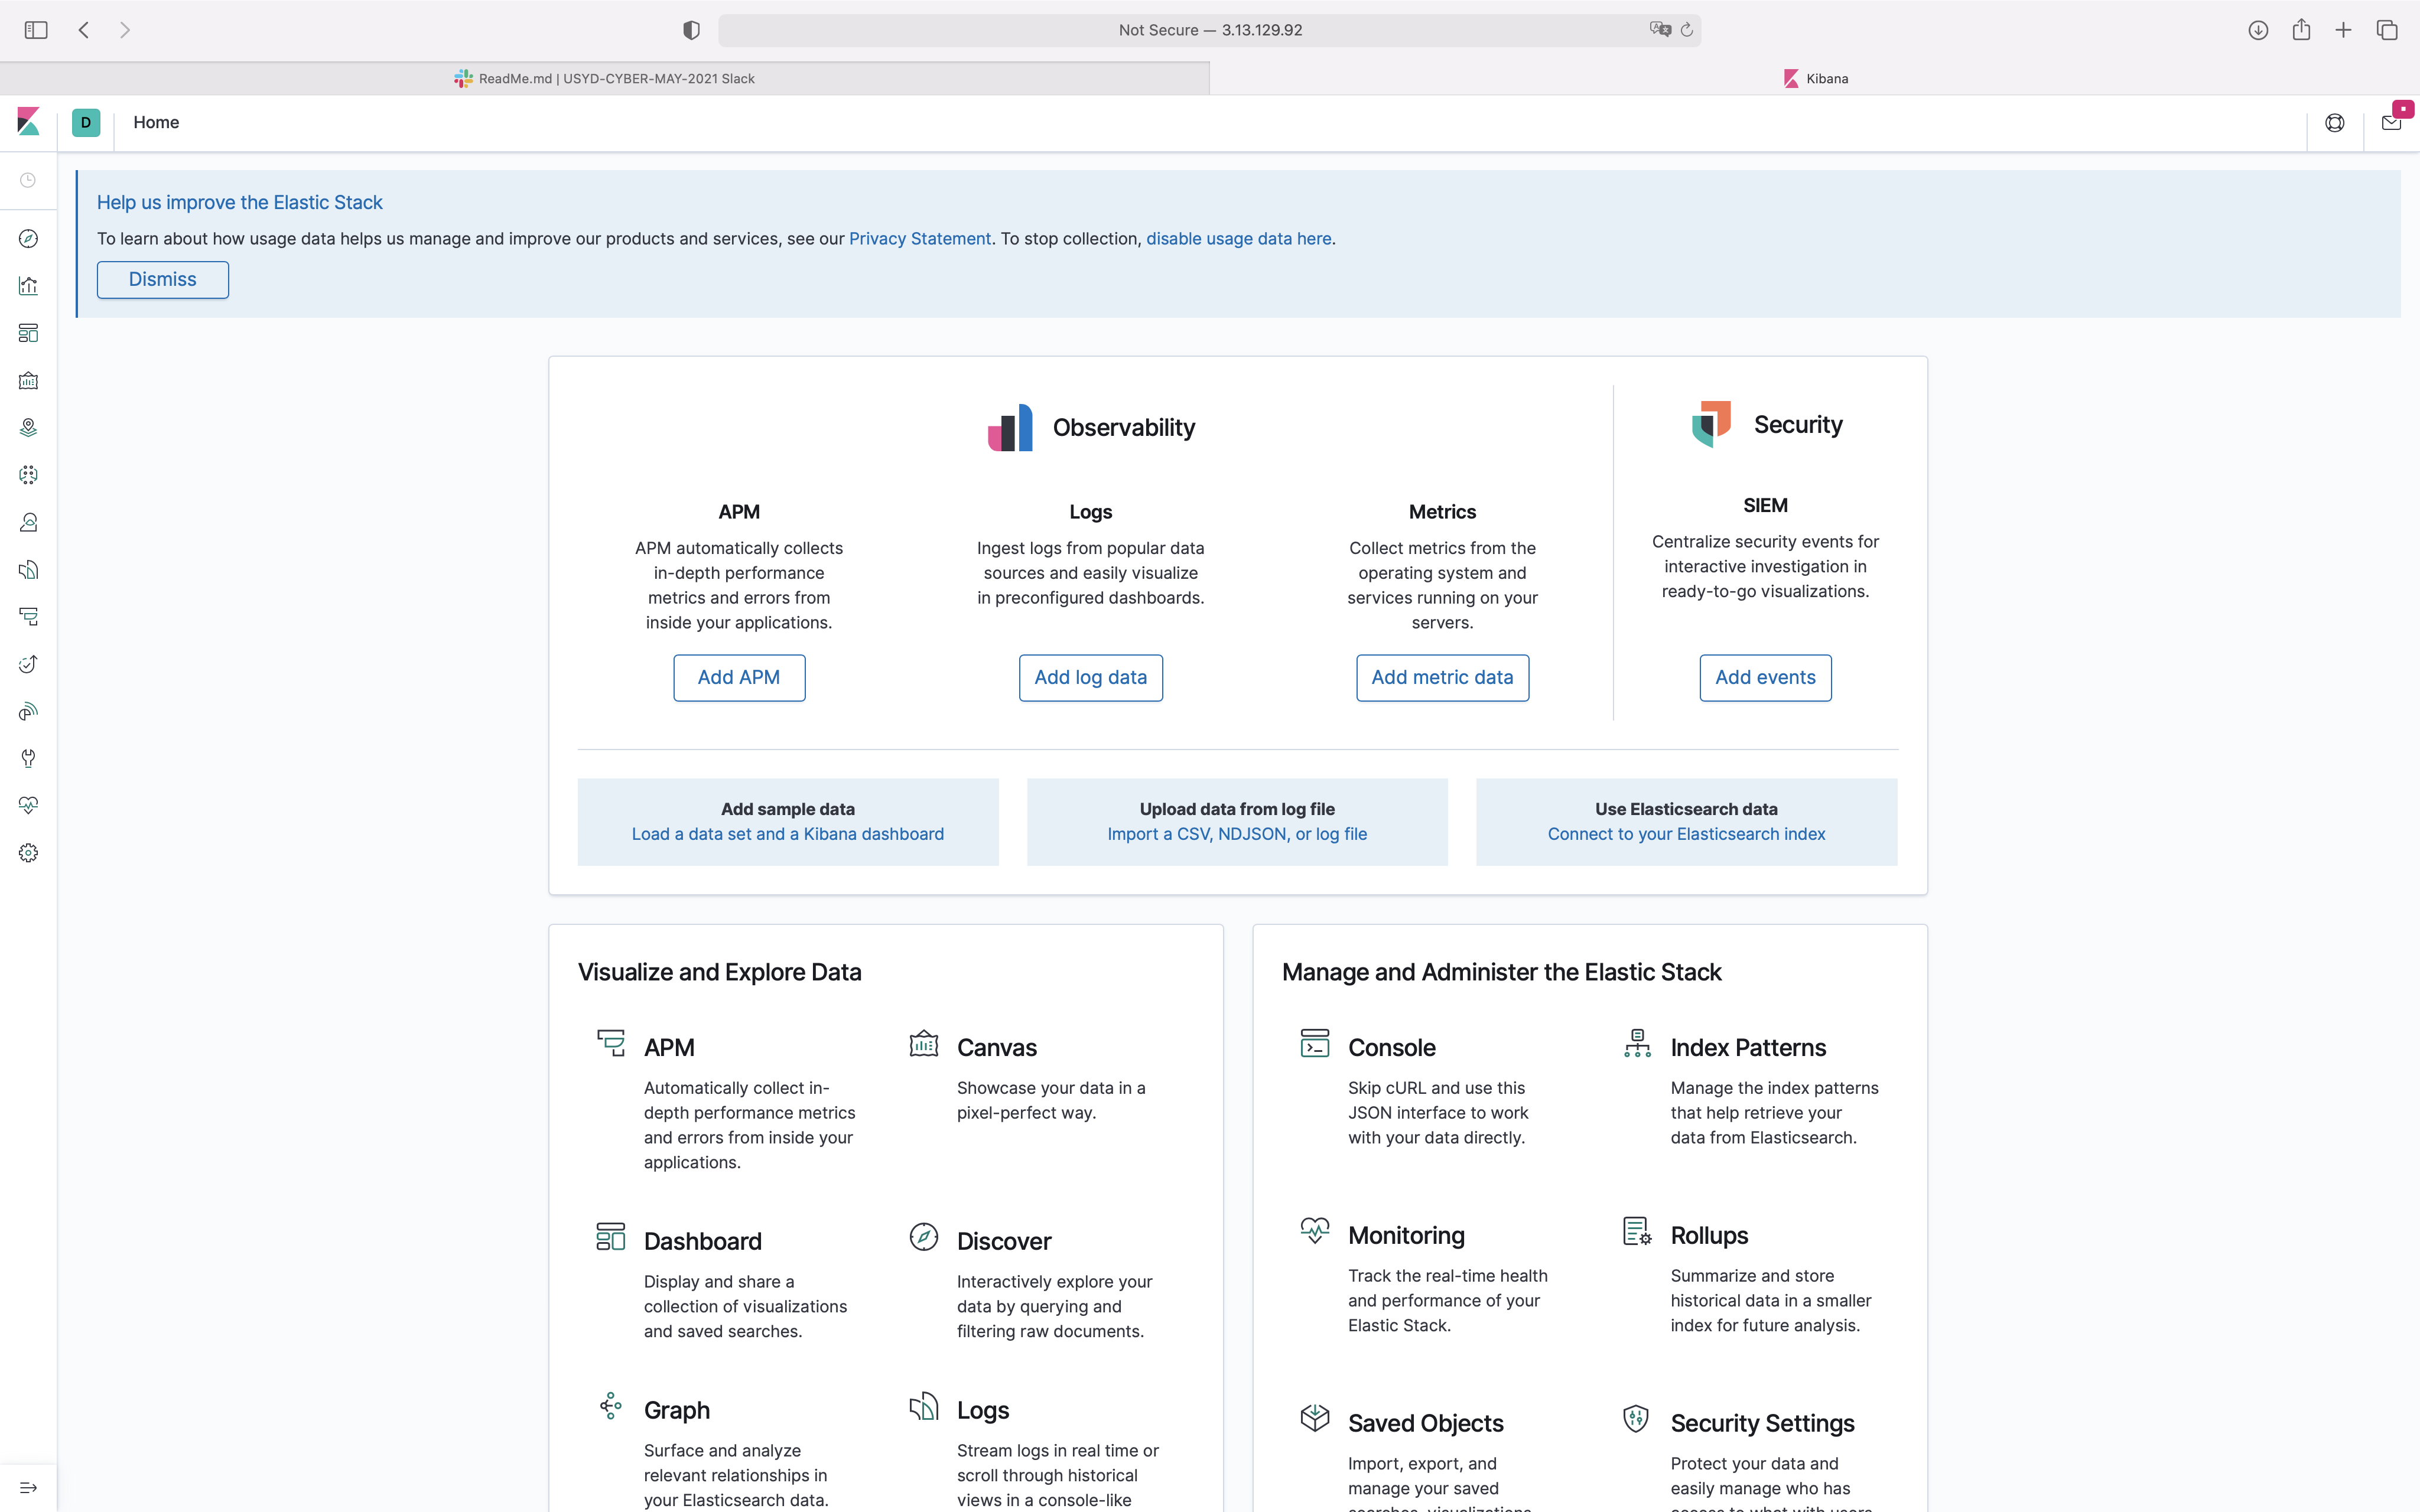 Not Secure — 3.13.129.92
ReadMe.md | USYD-CYBER-MAY-2021 Slack
Kibana
D
Home
Help us improve the Elastic Stack
To learn about how usage data helps us manage and improve our products and services, see our Privacy Statement. To stop collection, disable usage data here.
Dismiss
Observability
APM
APM automatically collects
in-depth performance
metrics and errors from
inside your applications.
Add APM
Logs
Ingest logs from popular data
sources and easily visualize
in preconfigured dashboards.
Add log data
Metrics
Collect metrics from the
operating system and
services running on your
servers.
Add metric data
Security
SIEM
Centralize security events for
interactive investigation in
ready-to-go visualizations.
Add events
Add sample data
Load a data set and a Kibana dashboard
Upload data from log file
Import a CSV, NDJSON, or log file
Use Elasticsearch data
Connect to your Elasticsearch index
Visualize and Explore Data
APM
Automatically collect in-
depth performance metrics
and errors from inside your
applications.
Canvas
Showcase your data in a
pixel-perfect way.
Dashboard
Display and share a
collection of visualizations
and saved searches.
Discover
Interactively explore your
data by querying and
filtering raw documents.
Graph
Surface and analyze
relevant relationships in
your Elasticsearch data.
Logs
Stream logs in real time or
scroll through historical
views in a console-like
Manage and Administer the Elastic Stack
Console
Skip cURL and use this
JSON interface to work
with your data directly.
Index Patterns
Manage the index patterns
that help retrieve your
data from Elasticsearch.
Monitoring
Track the real-time health
and performance of your
Elastic Stack.
Rollups
Summarize and store
historical data in a smaller
index for future analysis.
Saved Objects
Import, export, and
manage your saved
searches, visualizations,
Security Settings
Protect your data and
easily manage who has
access to what with users